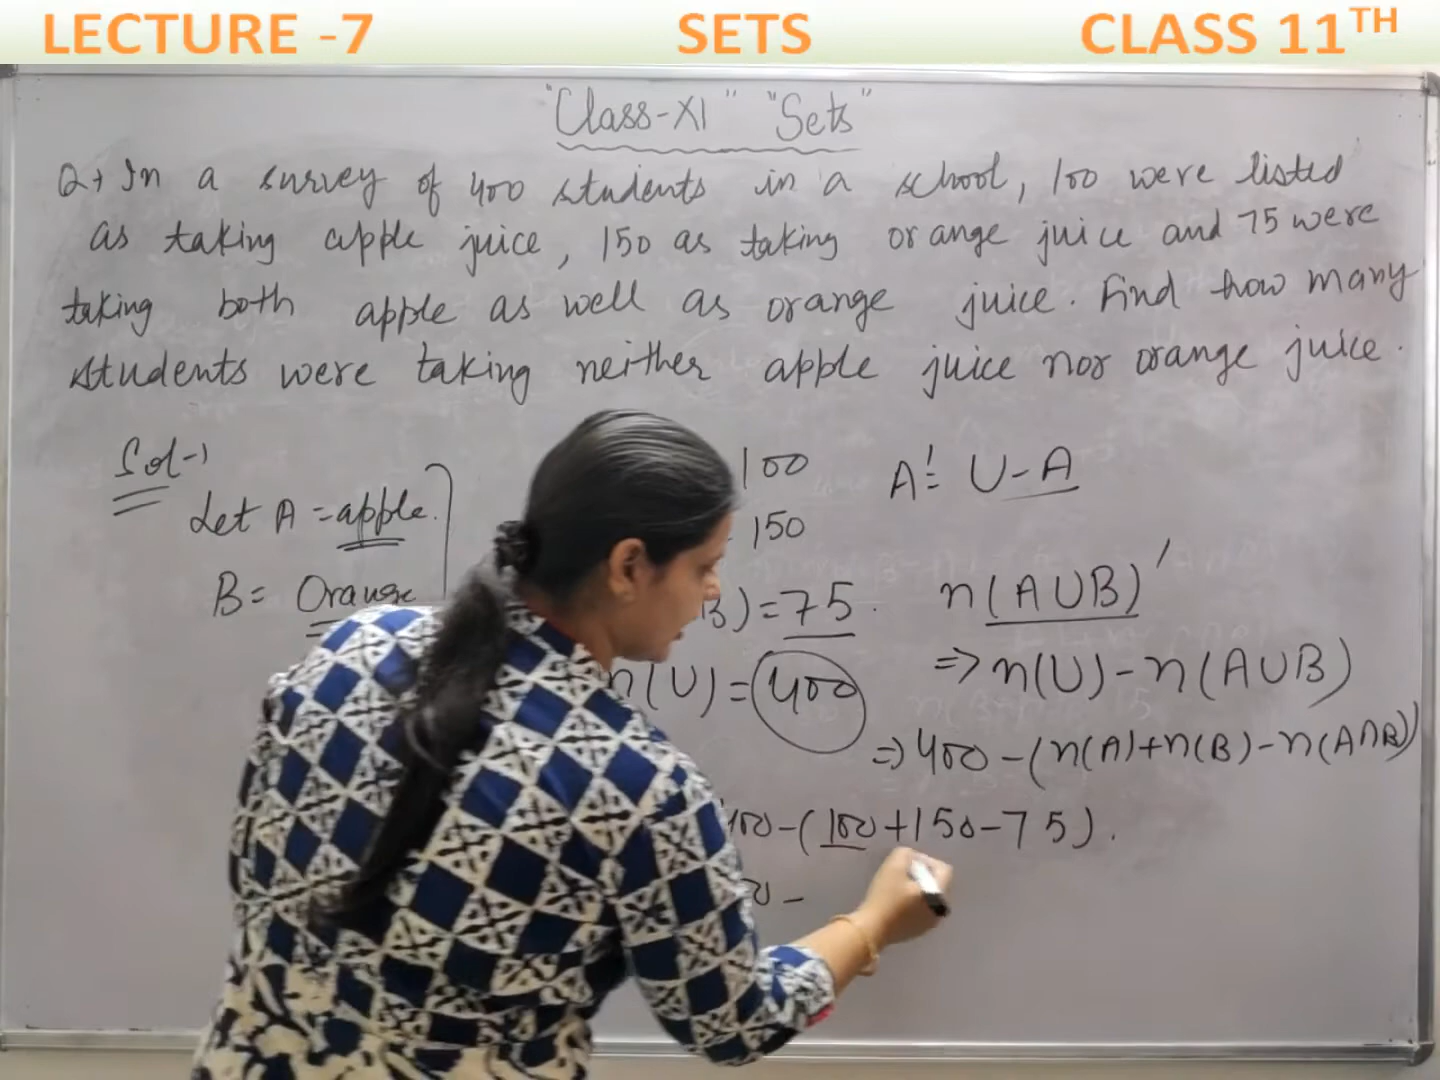 LECTURE -7 SETS CLASS 11TH
"Class-XI" "Sets"
Q→ In a survey of 400 students in a school, 100 were listed
as taking apple juice, 150 as taking orange juice and 75 were
taking both apple as well as orange juice. Find how many
students were taking neither apple juice nor orange juice.
Sol→
Let A = apple.
B = Orange
100
150
B) = 75.
n(U) = 400
A' = U - A
n(A∪B)'
⇒ n(U) - n(A∪B)
⇒ 400 - (n(A)+n(B)-n(A∩B))
400-(100+150-75).
0 -